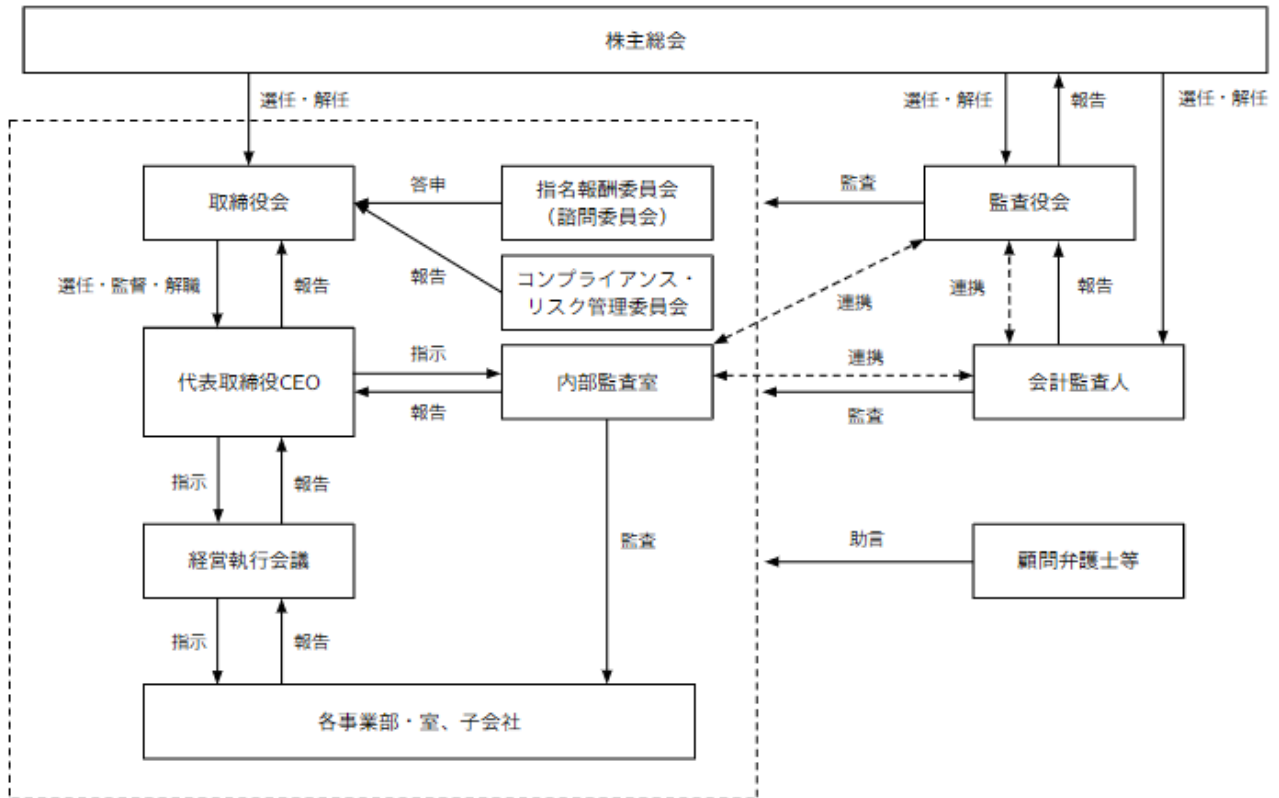 株主総会
選任・解任
選任・解任
報告
選任・解任
取締役会
答申
指名報酬委員会
（諮問委員会）
監査
監査役会
選任・監督・解職
報告
報告
コンプライアンス・
リスク管理委員会
連携
連携
報告
代表取締役CEO
指示
報告
内部監査室
連携
監査
会計監査人
指示
報告
監査
経営執行会議
助言
顧問弁護士等
指示
報告
各事業部・室、子会社